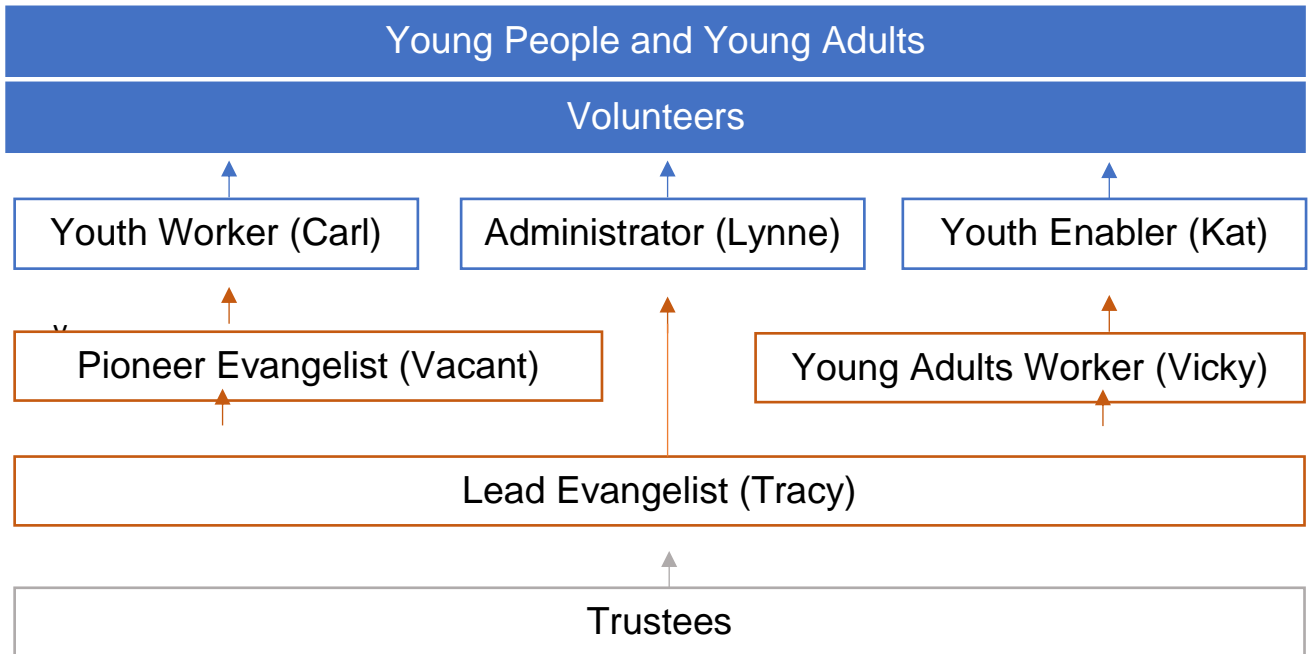 Young People and Young Adults
Volunteers
Youth Worker (Carl)
Administrator (Lynne)
Youth Enabler (Kat)
v
Pioneer Evangelist (Vacant)
Young Adults Worker (Vicky)
Lead Evangelist (Tracy)
Trustees